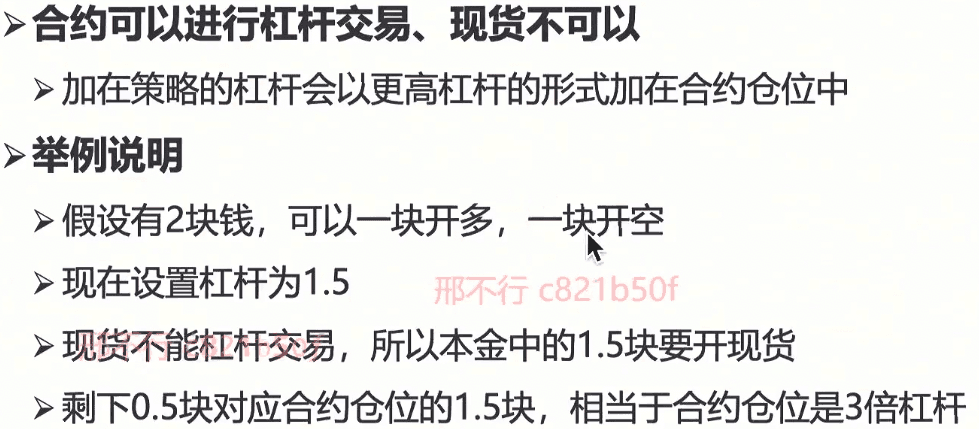 合约可以进行杠杆交易、现货不可以
加在策略的杠杆会以更高杠杆的形式加在合约仓位中
举例说明
假设有2块钱，可以一块开多，一块开空
现在设置杠杆为1.5
邢不行 c821b50f
现货不能杠杆交易，所以本金中的1.5块要开现货
邢不行 c821b50f
剩下0.5块对应合约仓位的1.5块，相当于合约仓位是3倍杠杆